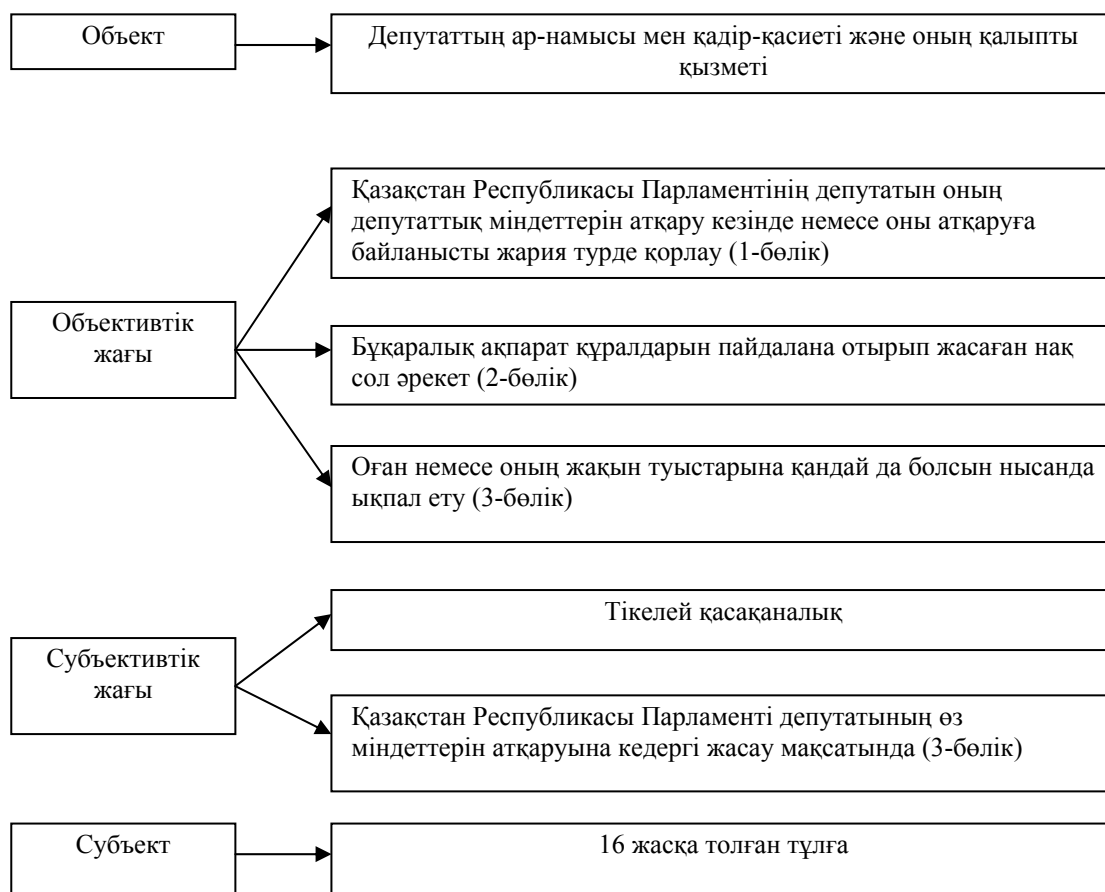 Объект
Депутаттың ар-намысы мен қадір-қасиеті және оның қалыпты
қызметі
Қазақстан Республикасы Парламентінің депутатын оның
депутаттық міндеттерін атқару кезінде немесе оны атқаруға
байланысты жария турде қорлау (1-бөлік)
Объективтік
жағы
Бұқаралық ақпарат құралдарын пайдалана отырып жасаған нақ
сол әрекет (2-бөлік)
Оған немесе оның жақын туыстарына қандай да болсын нысанда
ықпал ету (3-бөлік)
Субъективтік
жағы
Тікелей қасақаналық
Қазақстан Республикасы Парламенті депутатының өз
міндеттерін атқаруына кедергі жасау мақсатында (3-бөлік)
Субъект
16 жасқа толған тұлға